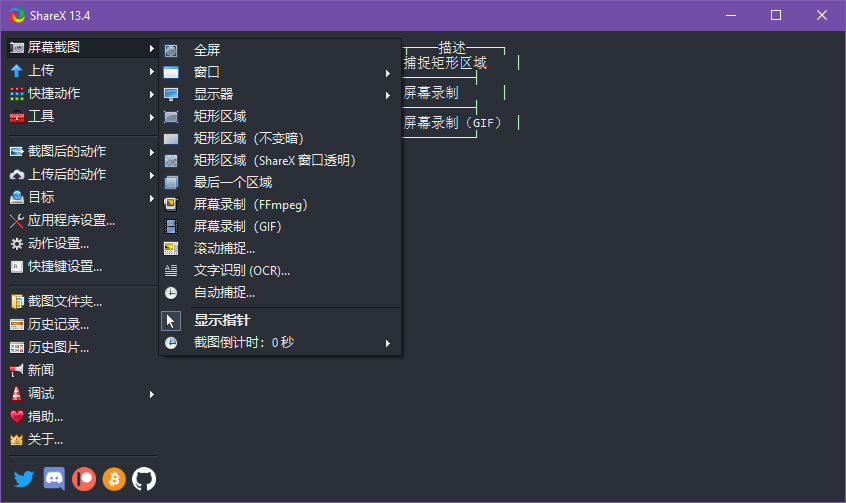 ShareX 13.4
屏幕截图
上传
快捷动作
工具
截图后的动作
上传后的动作
目标
应用程序设置...
动作设置...
快捷键设置...
截图文件夹...
历史记录...
历史图片...
新闻
调试
捐助...
关于...
全屏
窗口
显示器
矩形区域
矩形区域（不变暗）
矩形区域（ShareX 窗口透明）
最后一个区域
屏幕录制（FFmpeg）
屏幕录制（GIF）
滚动捕捉...
文字识别 (OCR)...
自动捕捉...
显示指针
截图倒计时：0 秒
描述
捕捉矩形区域
屏幕录制
屏幕录制（GIF）